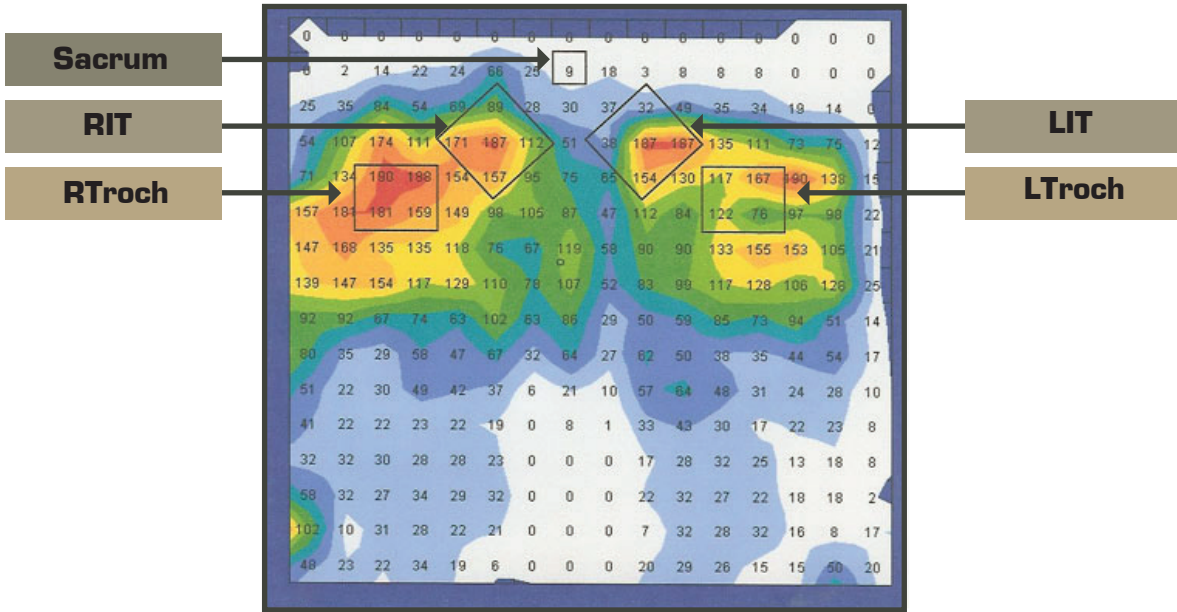 0 0 0 0 0 0 0 0 0 0 0 0 0 0 0 0
Sacrum
0 2 14 22 24 66 25 9 18 3 8 8 8 0 0 0
25 35 84 54 69 89 28 30 37 32 49 35 34 19 14 0
RIT
LIT
54 107 174 111 171 187 112 51 38 187 187 135 111 73 75 12
71 134 190 188 154 157 95 75 65 154 130 117 167 190 138 15
RTroch
LTroch
157 181 181 159 149 98 105 87 47 112 84 122 76 97 98 22
147 168 135 135 118 76 67 119 58 90 90 133 155 153 105 21
139 147 154 117 129 110 78 107 52 83 99 117 128 106 128 25
92 92 67 74 63 102 63 86 29 50 59 85 73 94 51 14
80 35 29 58 47 67 32 64 27 62 50 38 35 44 54 17
51 22 30 49 42 37 6 21 10 57 64 48 31 24 28 10
41 22 22 23 22 19 0 8 1 33 43 30 17 22 23 8
32 32 30 28 28 23 0 0 0 17 28 32 25 13 18 8
58 32 27 34 29 32 0 0 0 22 32 27 22 18 18 2
102 10 31 28 22 21 0 0 0 7 32 28 32 16 8 17
48 23 22 34 19 6 0 0 0 20 29 26 15 15 50 20